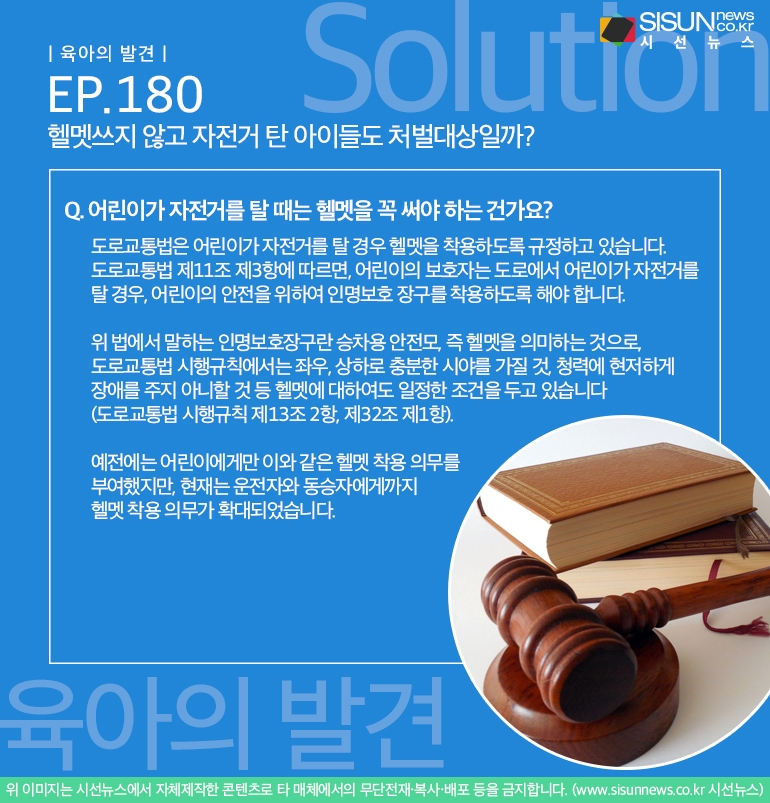 Solution
SISUN news
co.kr
시선뉴스
| 육아의 발견 |
EP.180
헬멧쓰지 않고 자전거 탄 아이들도 처벌대상일까?
Q. 어린이가 자전거를 탈 때는 헬멧을 꼭 써야 하는 건가요?
도로교통법은 어린이가 자전거를 탈 경우 헬멧을 착용하도록 규정하고 있습니다.
도로교통법 제11조 제3항에 따르면, 어린이의 보호자는 도로에서 어린이가 자전거를
탈 경우, 어린이의 안전을 위하여 인명보호 장구를 착용하도록 해야 합니다.
위 법에서 말하는 인명보호장구란 승차용 안전모, 즉 헬멧을 의미하는 것으로,
도로교통법 시행규칙에서는 좌우, 상하로 충분한 시야를 가질 것, 청력에 현저하게
장애를 주지 아니할 것 등 헬멧에 대하여도 일정한 조건을 두고 있습니다
(도로교통법 시행규칙 제13조 2항, 제32조 제1항).
예전에는 어린이에게만 이와 같은 헬멧 착용 의무를
부여했지만, 현재는 운전자와 동승자에게까지
헬멧 착용 의무가 확대되었습니다.
육아의 발견
위 이미지는 시선뉴스에서 자체제작한 콘텐츠로 타 매체에서의 무단전재·복사·배포 등을 금지합니다. (www.sisunnews.co.kr 시선뉴스)